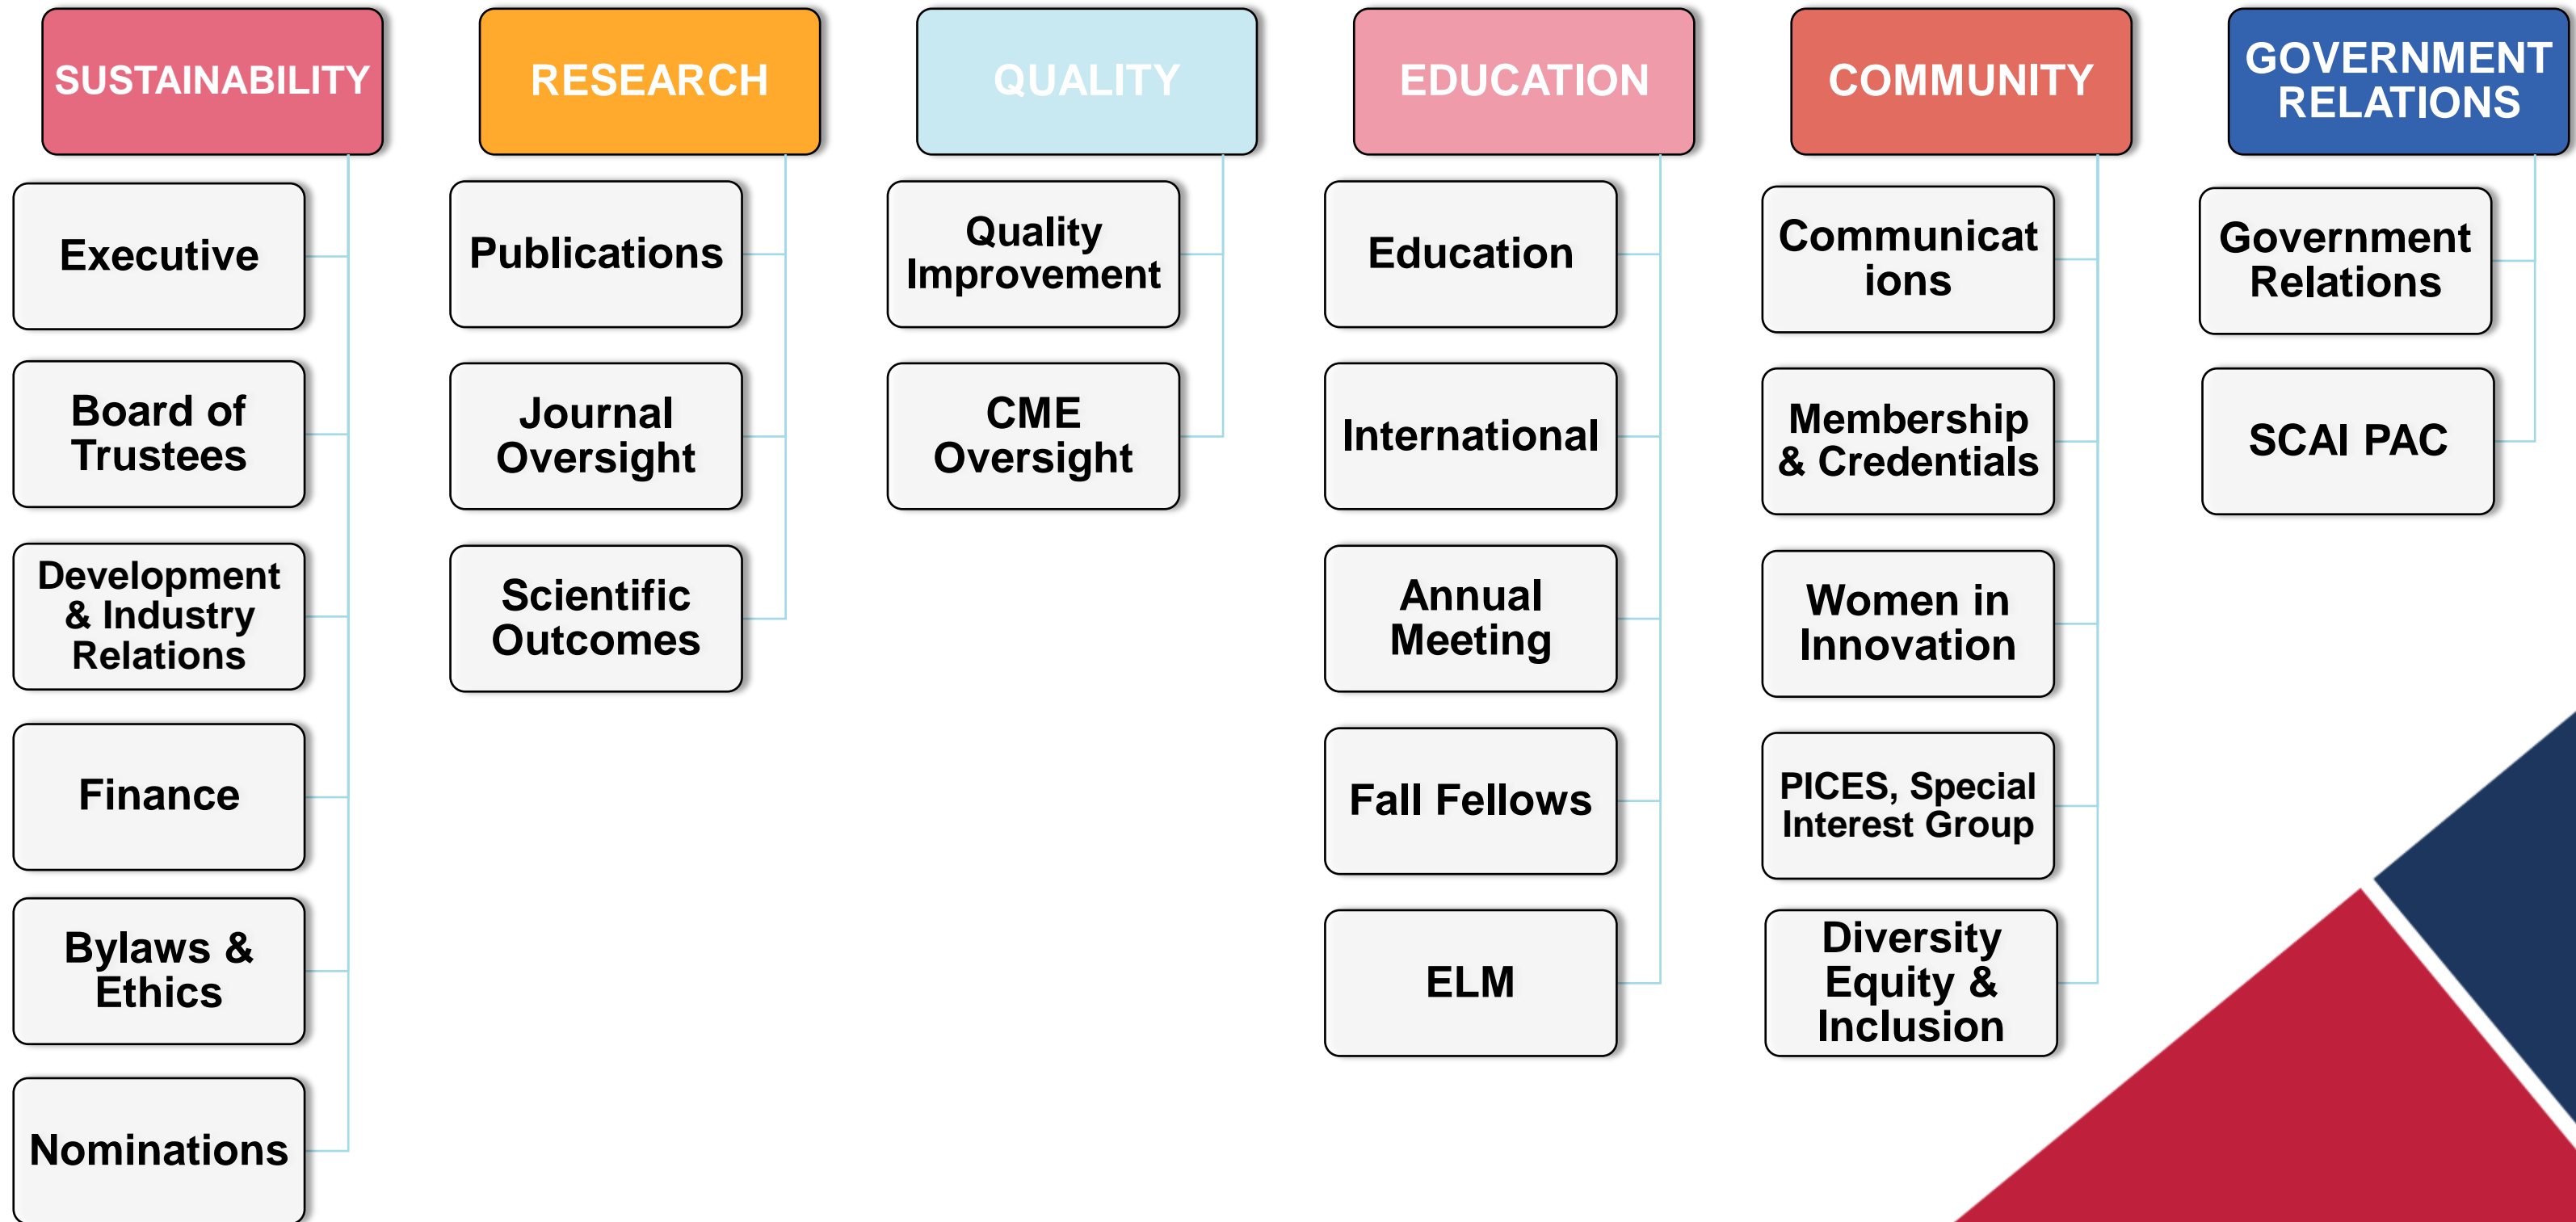 SUSTAINABILITY
Executive
Board of
Trustees
Development
& Industry
Relations
Finance
Bylaws &
Ethics
Nominations
RESEARCH
Publications
Journal
Oversight
Scientific
Outcomes
QUALITY
Quality
Improvement
CME
Oversight
EDUCATION
Education
International
Annual
Meeting
Fall Fellows
ELM
COMMUNITY
Communicat
ions
Membership
& Credentials
Women in
Innovation
PICES, Special
Interest Group
Diversity
Equity &
Inclusion
GOVERNMENT
RELATIONS
Government
Relations
SCAI PAC